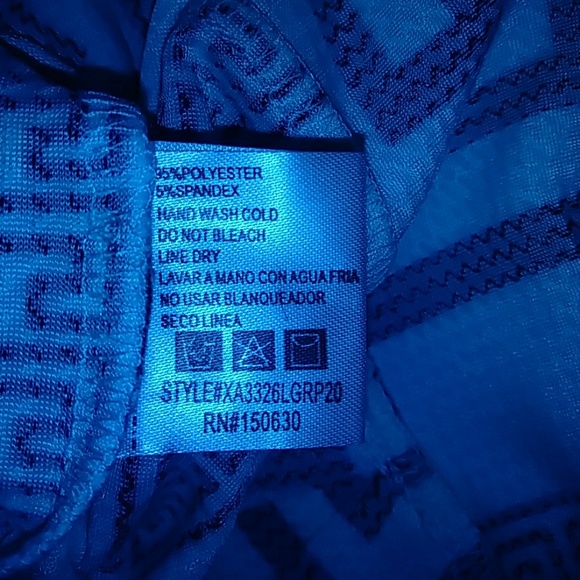 95%POLYESTER
5%SPANDEX
HAND WASH COLD
DO NOT BLEACH
LINE DRY
LAVAR A MANO CON AGUA FRIA
NO USAR BLANQUEADOR
SECO LINEA
STYLE#XA3326LGRP20
RN#150630